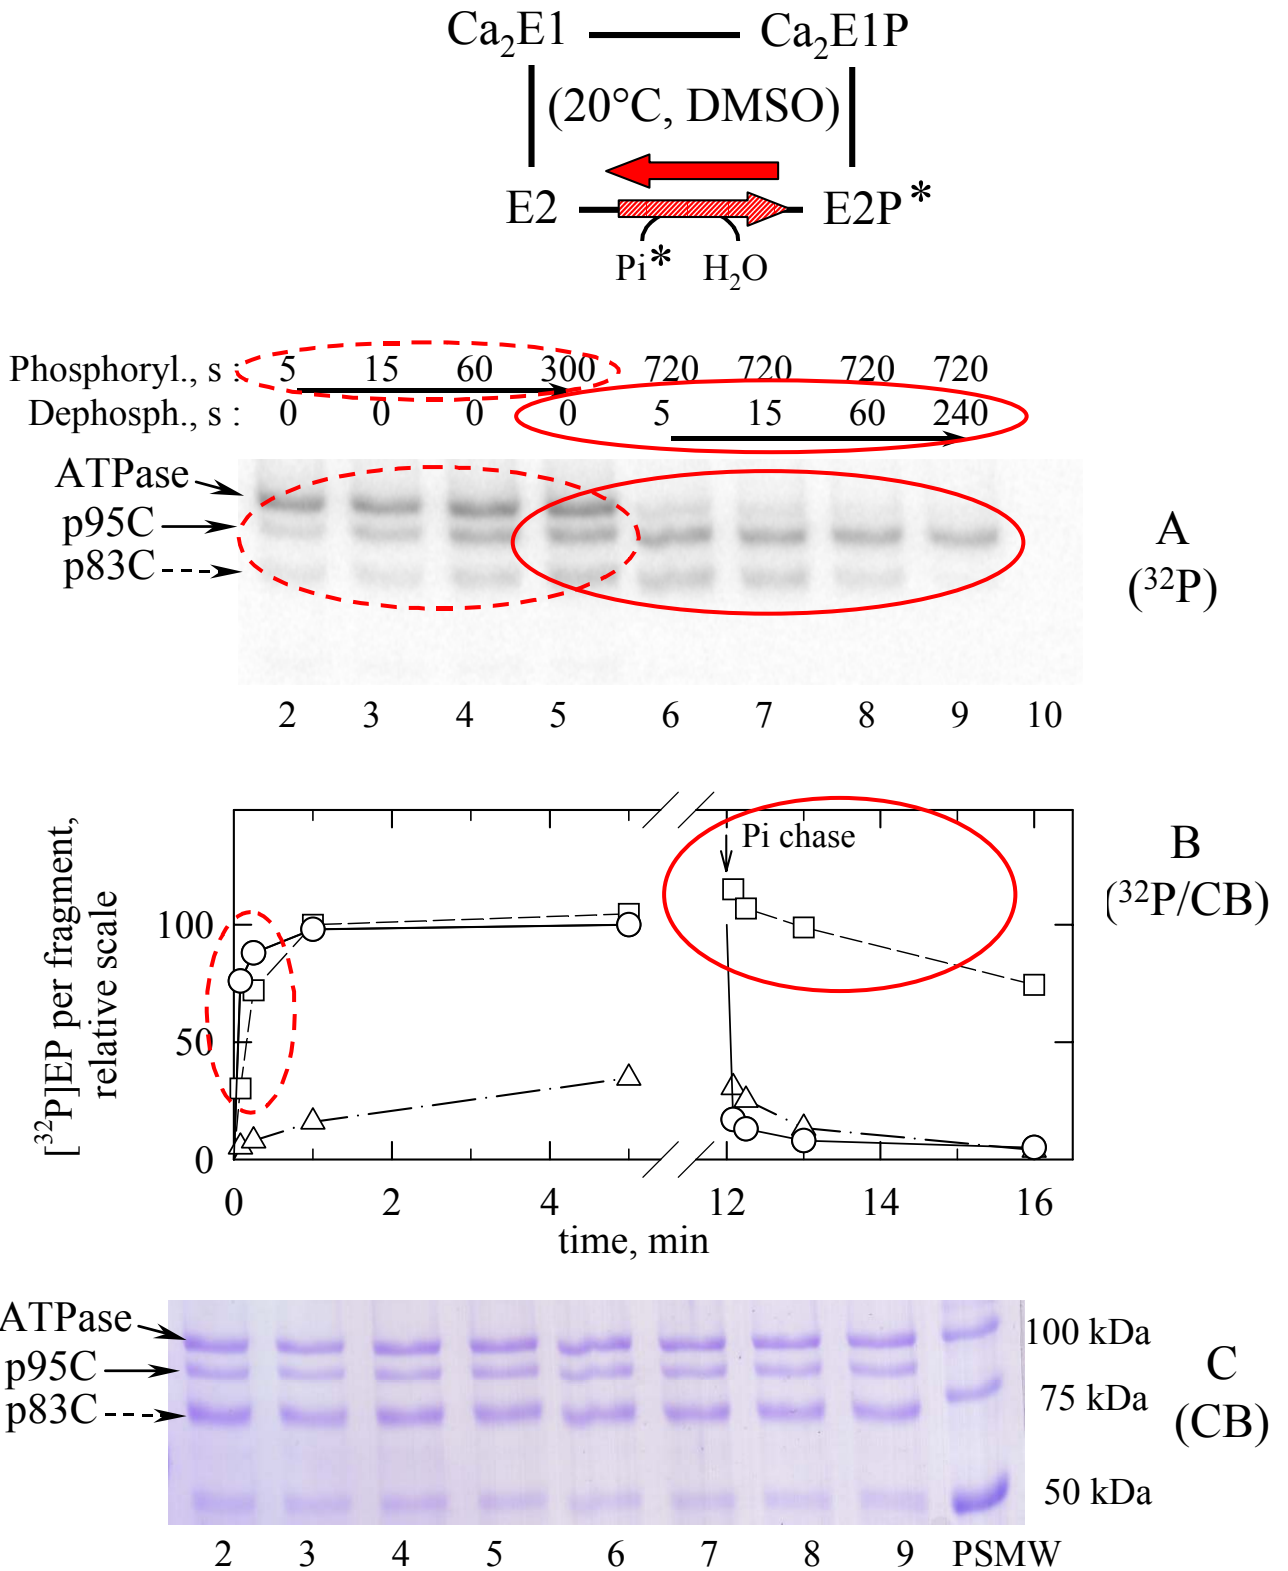 Ca₂E1 Ca₂E1P
(20°C, DMSO)
E2 E2P*
Pi* H₂O
Phosphoryl., s : 5 15 60 300 720 720 720 720
Dephosph., s : 0 0 0 0 5 15 60 240
ATPase
p95C
p83C
A
(³²P)
2 3 4 5 6 7 8 9 10
[³²P]EP per fragment,
relative scale
100
50
0
Pi chase
B
(³²P/CB)
0 2 4 12 14 16
time, min
ATPase
p95C
p83C
100 kDa
75 kDa
50 kDa
C
(CB)
2 3 4 5 6 7 8 9 PSMW